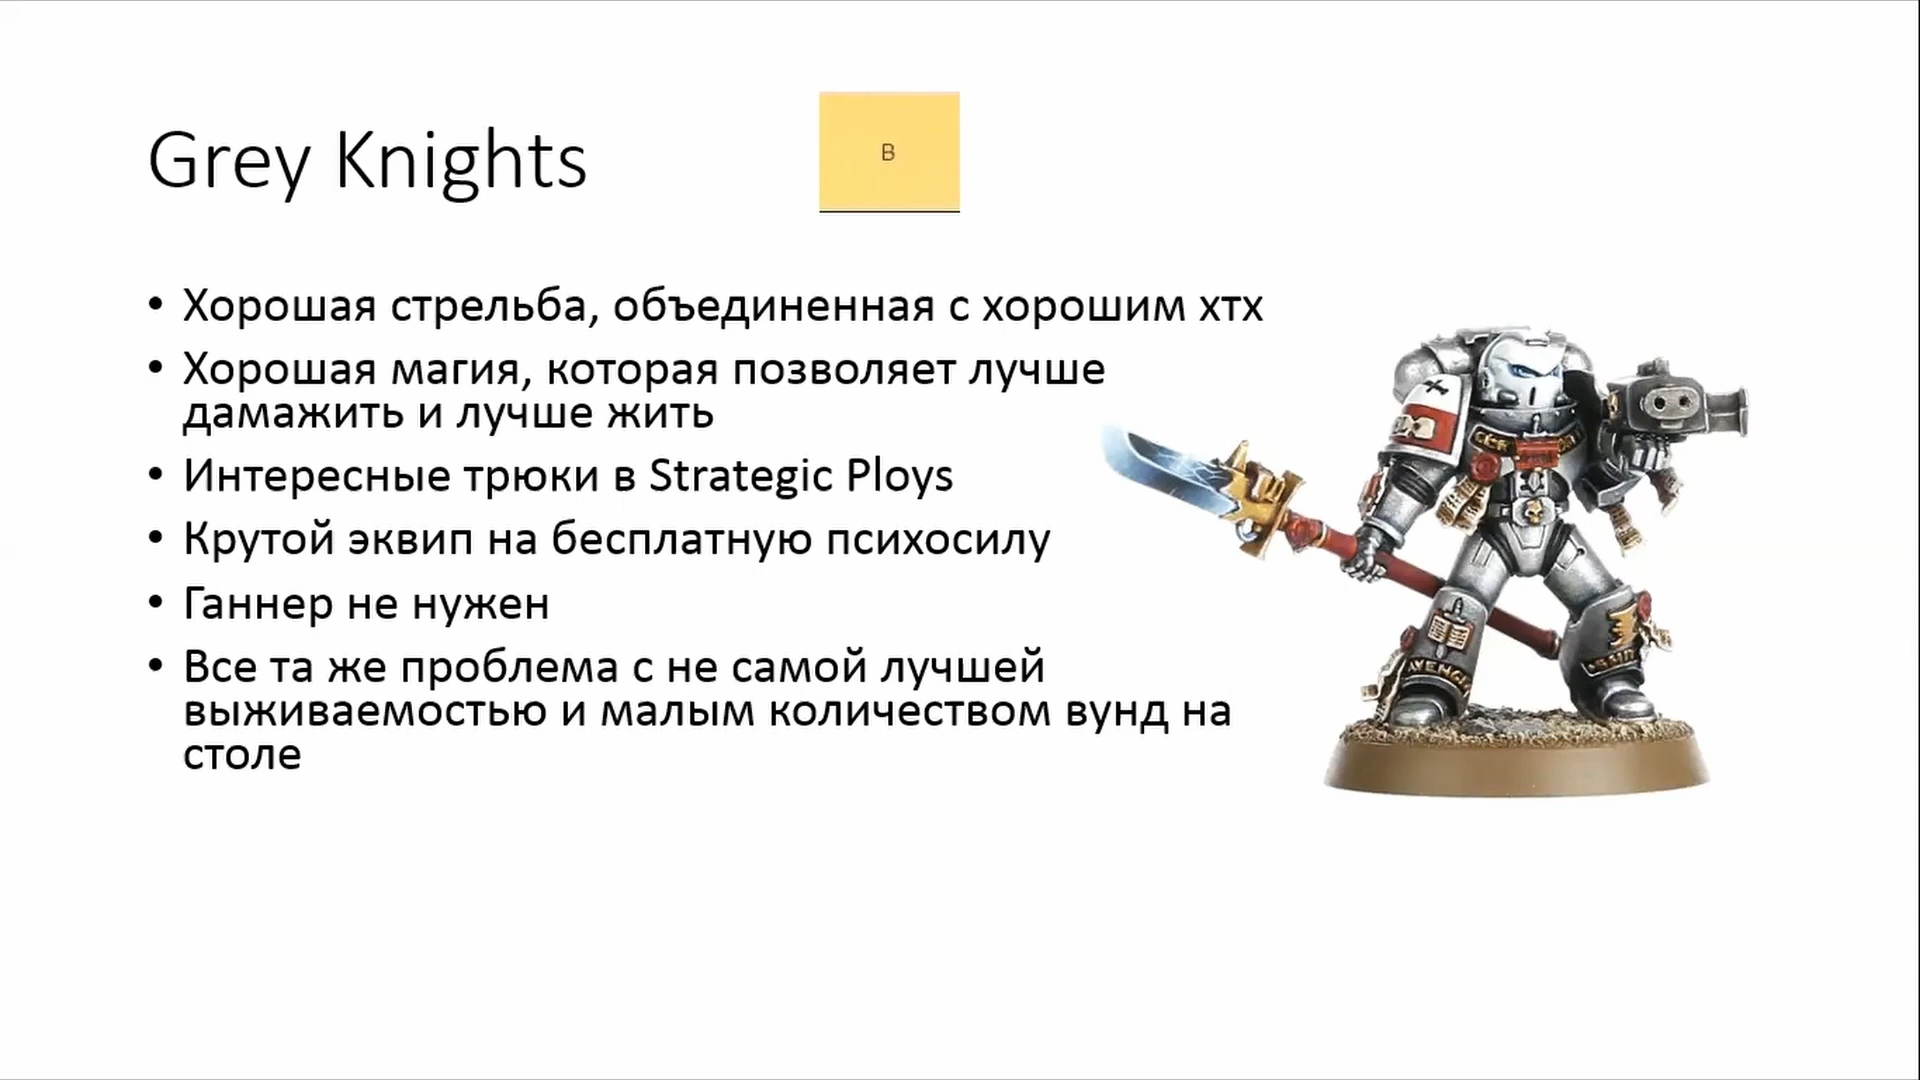 Grey Knights
B
• Хорошая стрельба, объединенная с хорошим хтх
• Хорошая магия, которая позволяет лучше
дамажить и лучше жить
• Интересные трюки в Strategic Ploys
• Крутой эквип на бесплатную психосилу
• Ганнер не нужен
• Все та же проблема с не самой лучшей
выживаемостью и малым количеством вунд на
столе